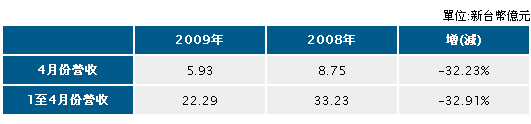 單位:新台幣億元
2009年 2008年 增(減)
4月份營收 5.93 8.75 -32.23%
1至4月份營收 22.29 33.23 -32.91%